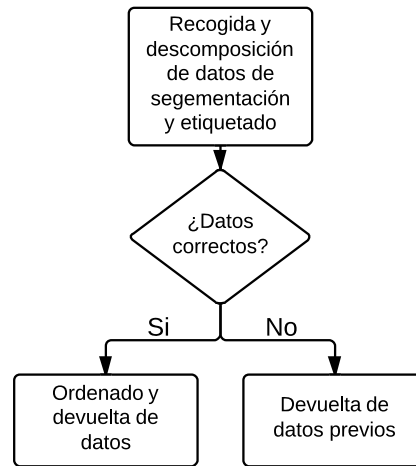 Recogida y
descomposición
de datos de
segementación
y etiquetado
¿Datos
correctos?
Si
No
Ordenado y
devuelta de
datos
Devuelta de
datos previos